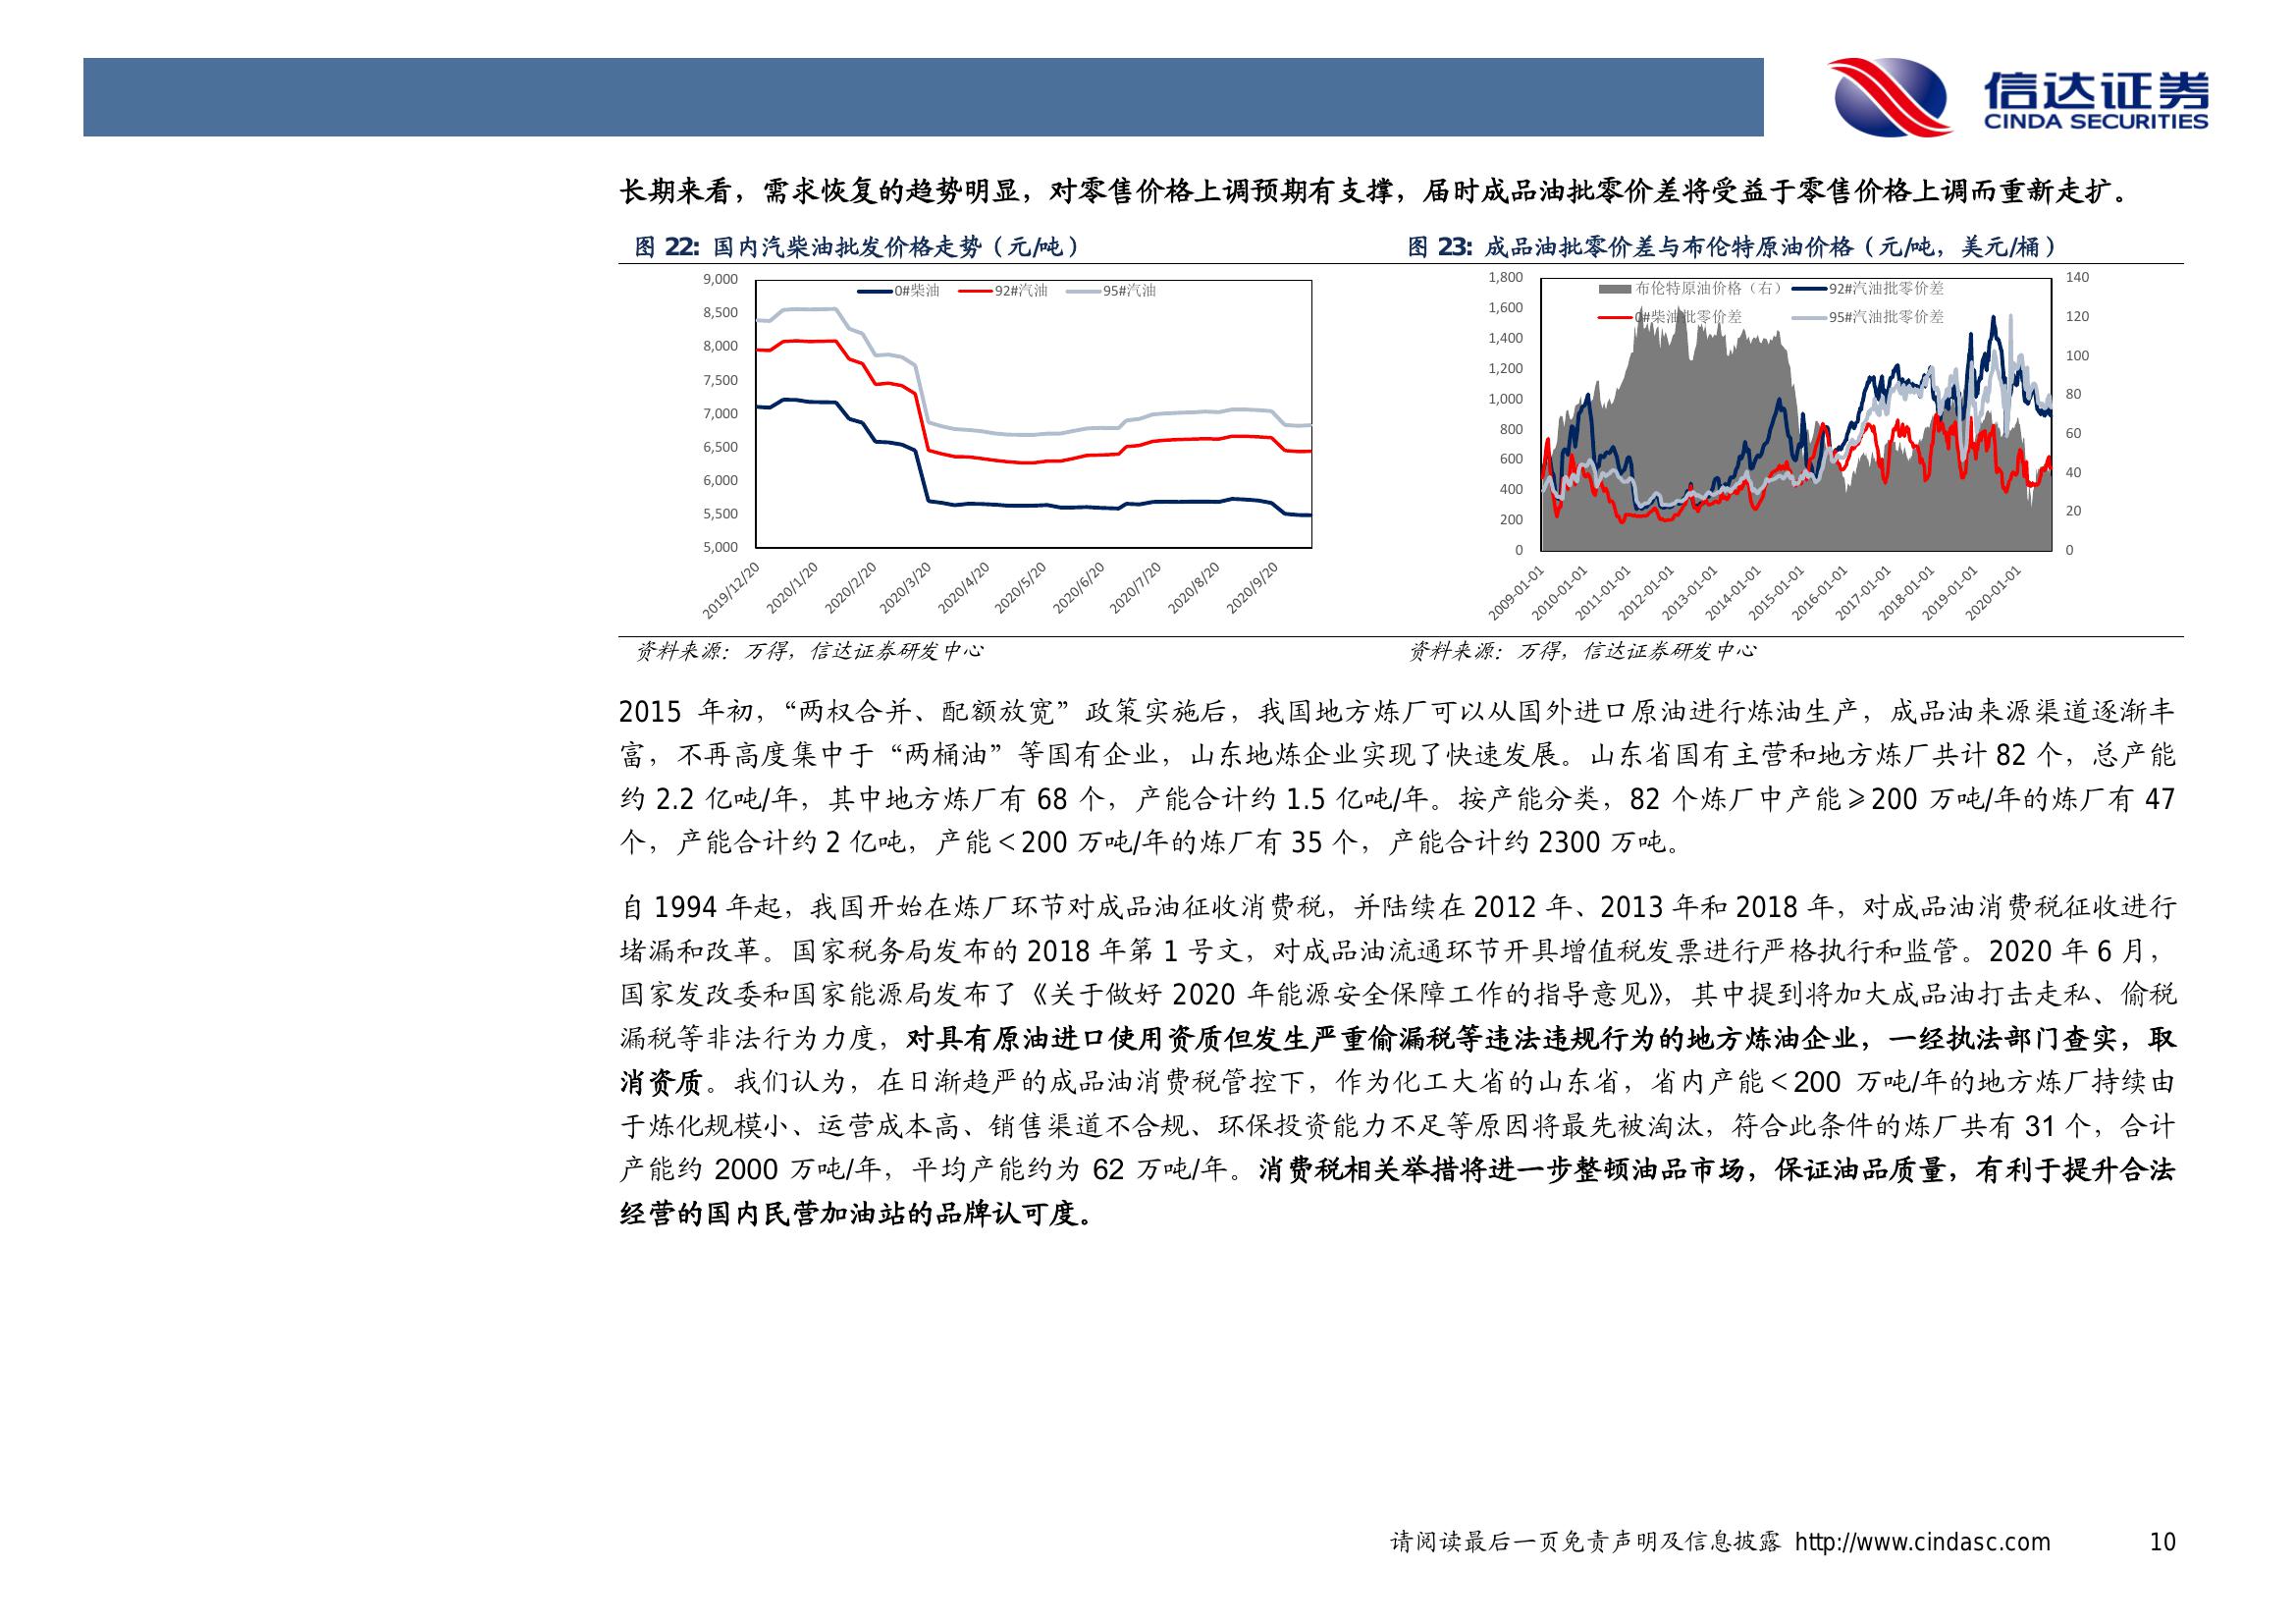 信达证券
CINDA SECURITIES
长期来看，需求恢复的趋势明显，对零售价格上调预期有支撑，届时成品油批零价差将受益于零售价格上调而重新走扩。
图 22：国内汽柴油批发价格走势（元/吨）
9,000
8,500
8,000
7,500
7,000
6,500
6,000
5,500
5,000
0#柴油 92#汽油 95#汽油
2019/12/20 2020/1/20 2020/2/20 2020/3/20 2020/4/20 2020/5/20 2020/6/20 2020/7/20 2020/8/20 2020/9/20
资料来源：万得，信达证券研发中心
图 23：成品油批零价差与布伦特原油价格（元/吨，美元/桶）
1,800
1,600
1,400
1,200
1,000
800
600
400
200
0
布伦特原油价格（右） 92#汽油批零价差
0#柴油批零价差 95#汽油批零价差
140
120
100
80
60
40
20
0
2009-01-01 2010-01-01 2011-01-01 2012-01-01 2013-01-01 2014-01-01 2015-01-01 2016-01-01 2017-01-01 2018-01-01 2019-01-01 2020-01-01
资料来源：万得，信达证券研发中心
2015 年初，“两权合并、配额放宽”政策实施后，我国地方炼厂可以从国外进口原油进行炼油生产，成品油来源渠道逐渐丰
富，不再高度集中于“两桶油”等国有企业，山东地炼企业实现了快速发展。山东省国有主营和地方炼厂共计 82 个，总产能
约 2.2 亿吨/年，其中地方炼厂有 68 个，产能合计约 1.5 亿吨/年。按产能分类，82 个炼厂中产能≥200 万吨/年的炼厂有 47
个，产能合计约 2 亿吨，产能＜200 万吨/年的炼厂有 35 个，产能合计约 2300 万吨。
自 1994 年起，我国开始在炼厂环节对成品油征收消费税，并陆续在 2012 年、2013 年和 2018 年，对成品油消费税征收进行
堵漏和改革。国家税务局发布的 2018 年第 1 号文，对成品油流通环节开具增值税发票进行严格执行和监管。2020 年 6 月，
国家发改委和国家能源局发布了《关于做好 2020 年能源安全保障工作的指导意见》，其中提到将加大成品油打击走私、偷税
漏税等非法行为力度，对具有原油进口使用资质但发生严重偷漏税等违法违规行为的地方炼油企业，一经执法部门查实，取
消资质。我们认为，在日渐趋严的成品油消费税管控下，作为化工大省的山东省，省内产能＜200 万吨/年的地方炼厂持续由
于炼化规模小、运营成本高、销售渠道不合规、环保投资能力不足等原因将最先被淘汰，符合此条件的炼厂共有 31 个，合计
产能约 2000 万吨/年，平均产能约为 62 万吨/年。消费税相关举措将进一步整顿油品市场，保证油品质量，有利于提升合法
经营的国内民营加油站的品牌认可度。
请阅读最后一页免责声明及信息披露 http://www.cindasc.com 10